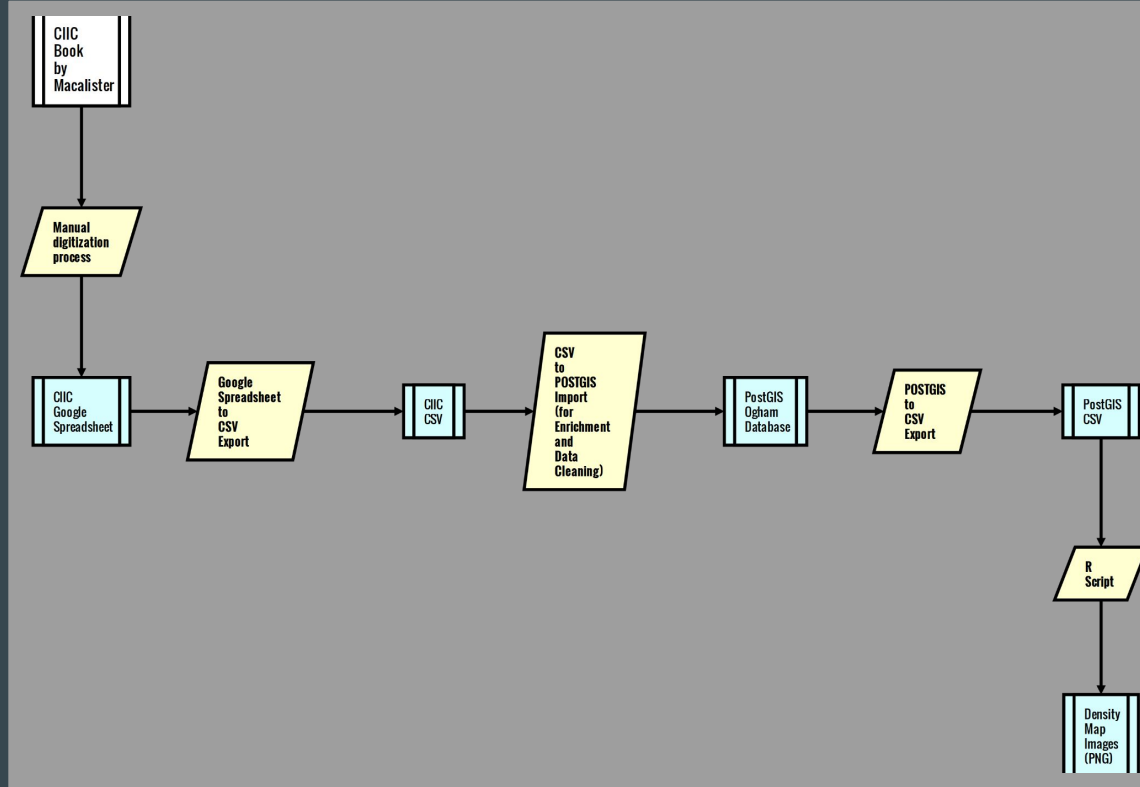 CIIC
Book
by
Macalister
Manual
digitization
process
CIIC
Google
Spreadsheet
Google
Spreadsheet
to
CSV
Export
CIIC
CSV
CSV
to
POSTGIS
Import
(for
Enrichment
and
Data
Cleaning)
PostGIS
Ogham
Database
POSTGIS
to
CSV
Export
PostGIS
CSV
R
Script
Density
Map
Images
(PNG)